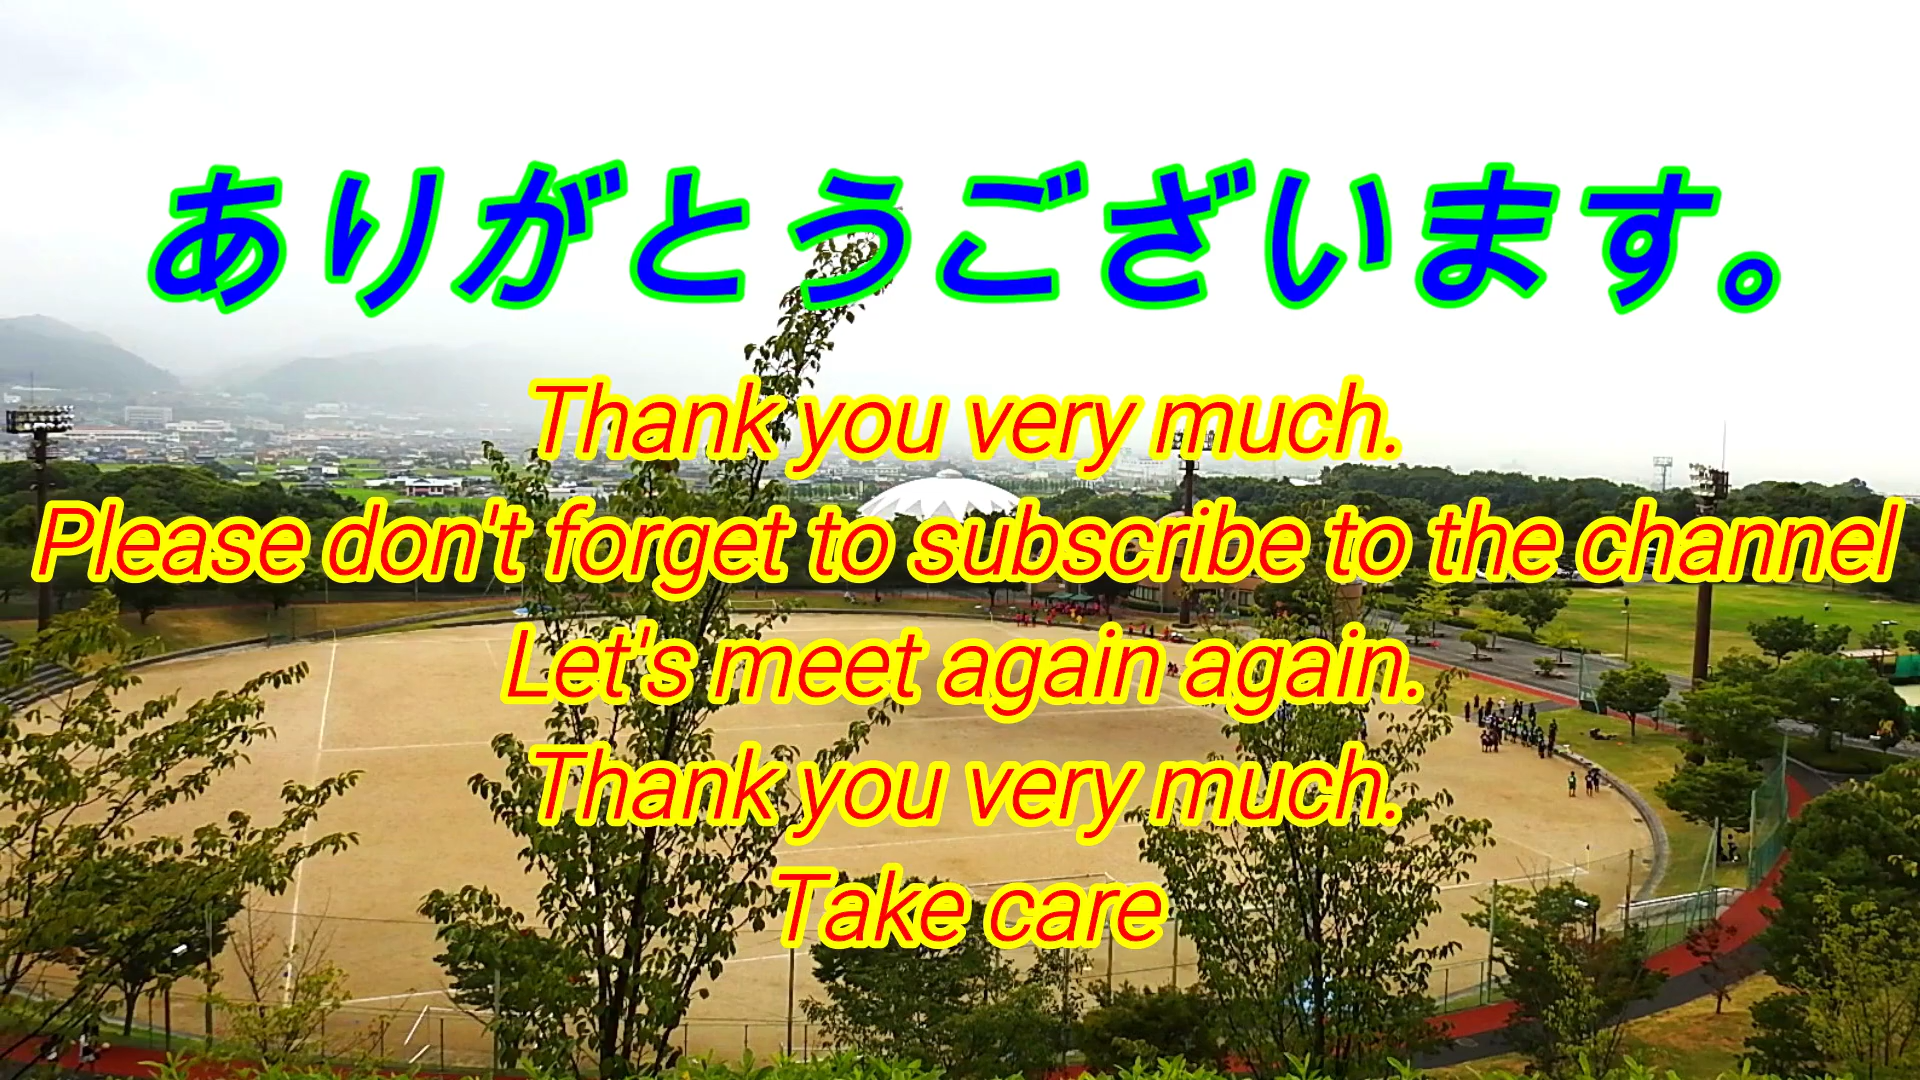 ありがとうございます。
Thank you very much.
Please don't forget to subscribe to the channel
Let's meet again again.
Thank you very much.
Take care